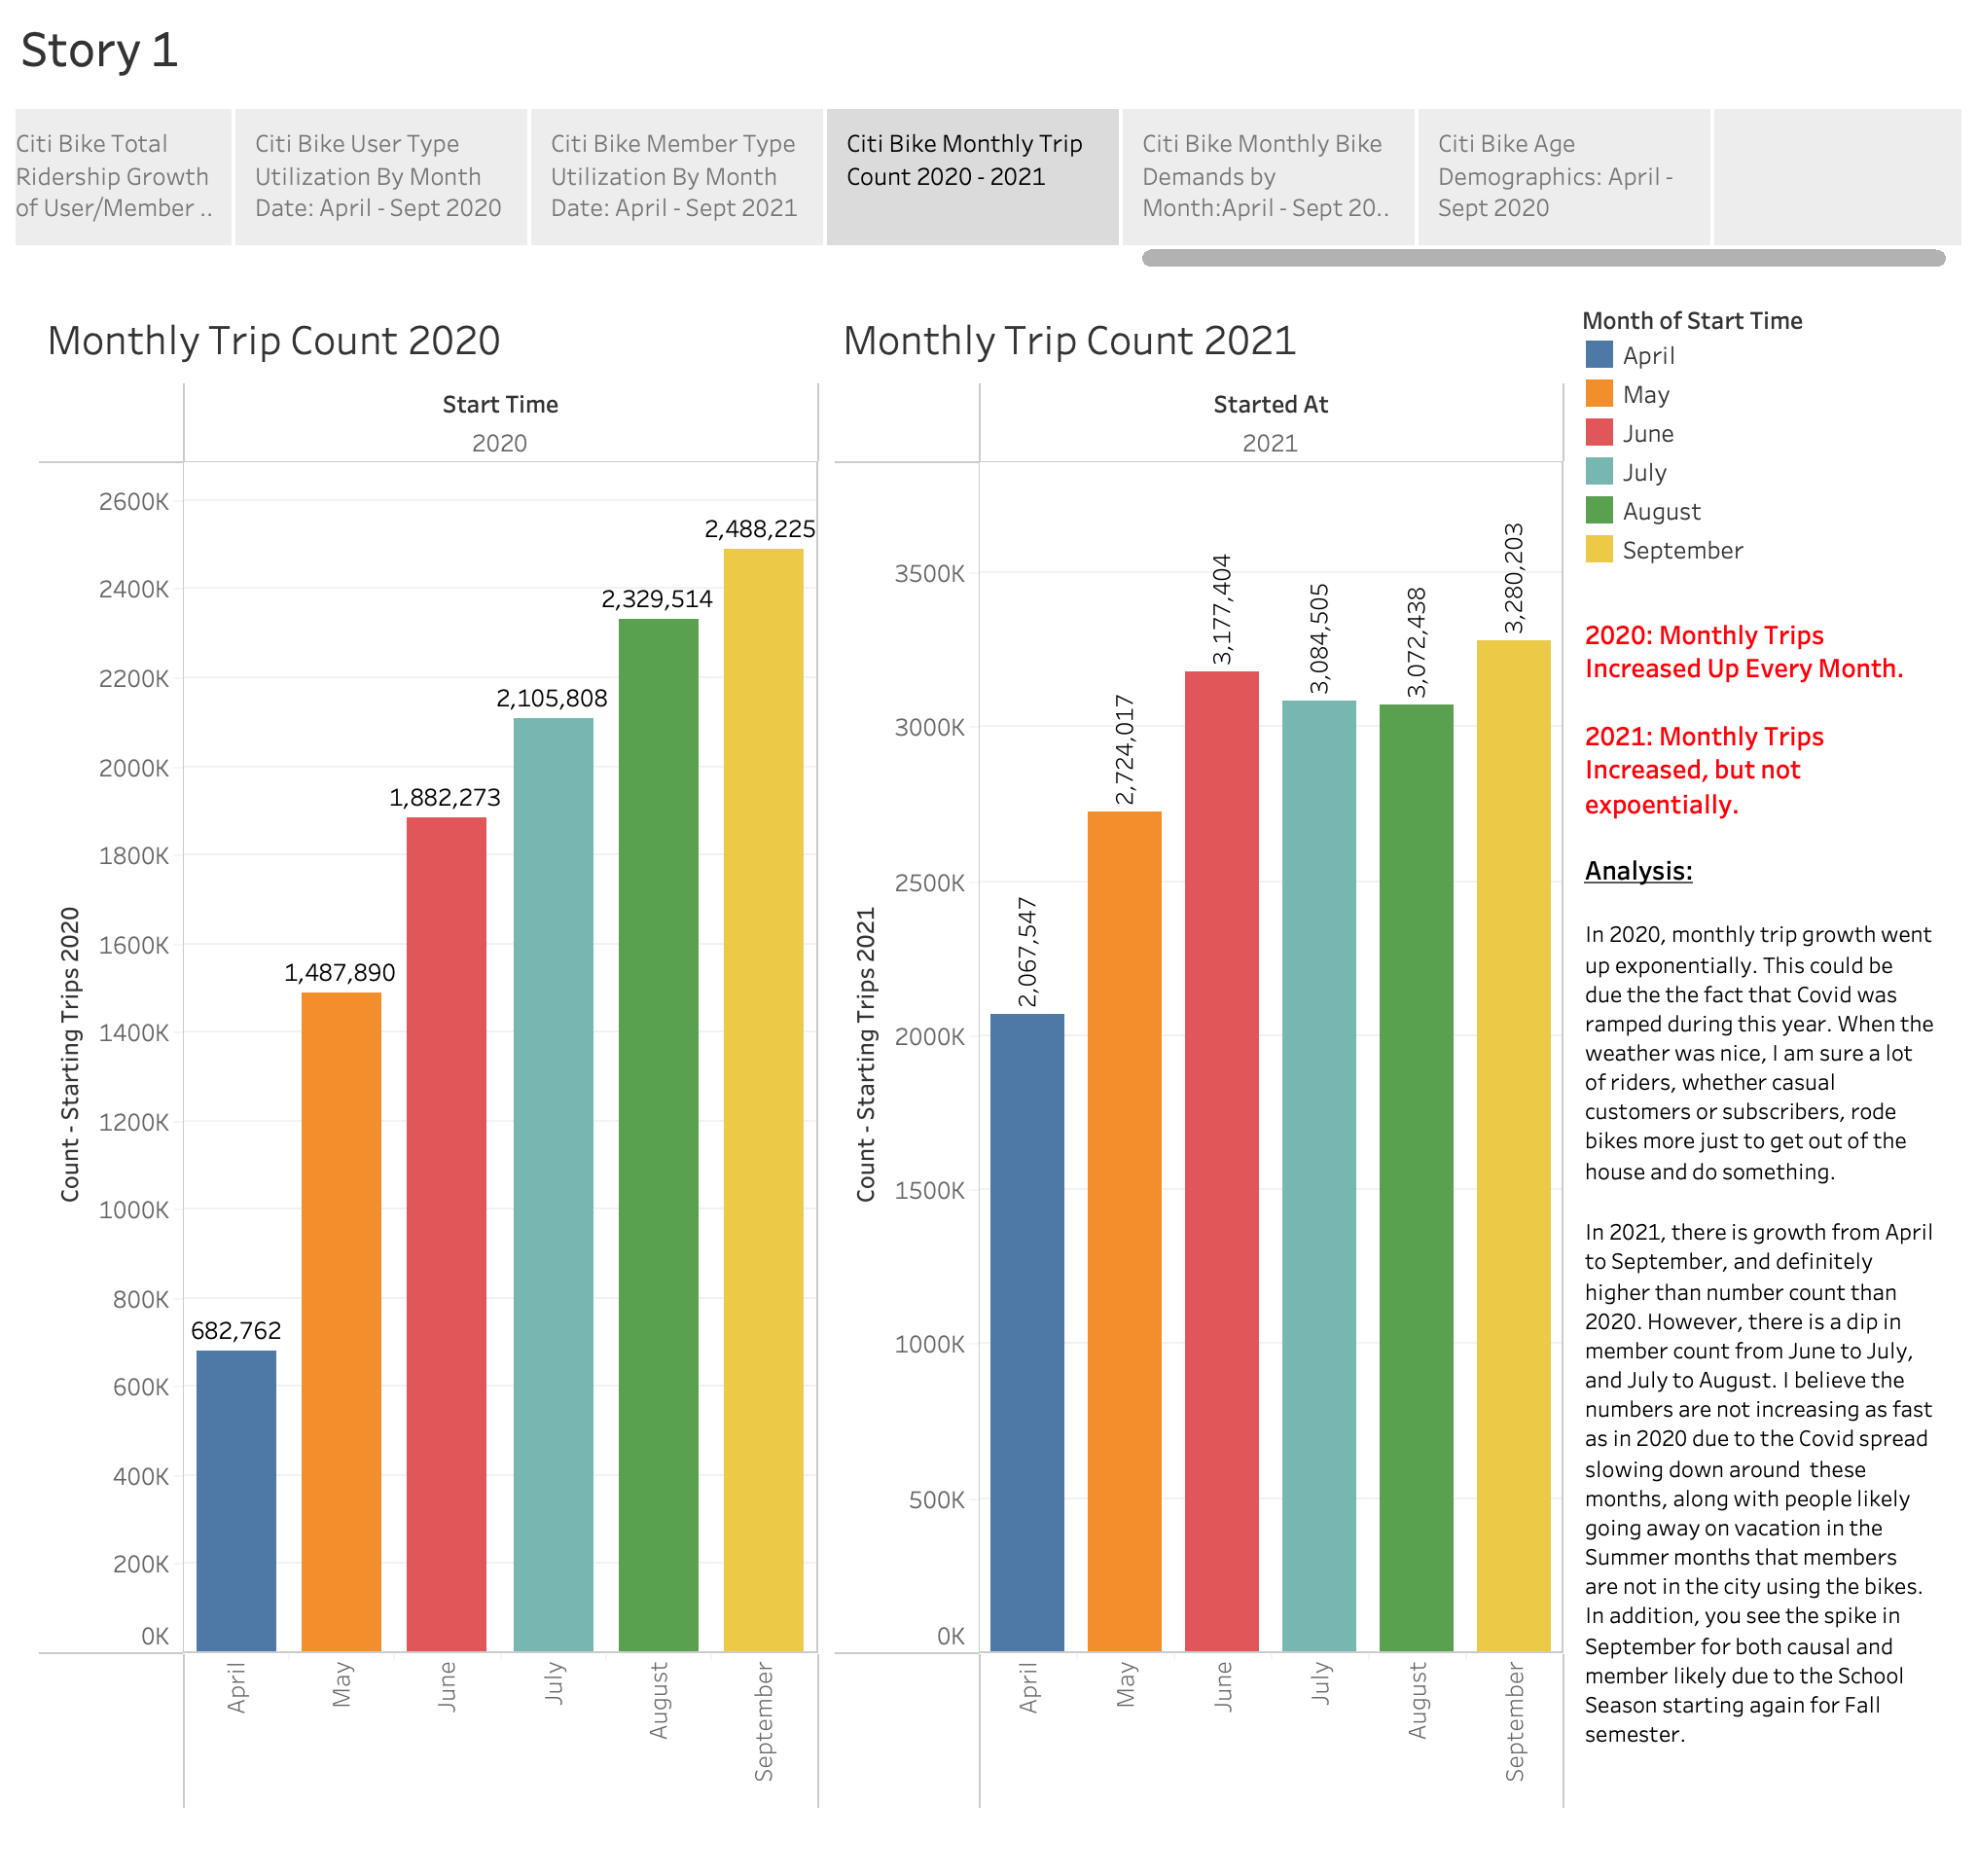 Story 1
Citi Bike Total
Ridership Growth
of User/Member ..
Citi Bike User Type
Utilization By Month
Date: April - Sept 2020
Citi Bike Member Type
Utilization By Month
Date: April - Sept 2021
Citi Bike Monthly Trip
Count 2020 - 2021
Citi Bike Monthly Bike
Demands by
Month:April - Sept 20..
Citi Bike Age
Demographics: April -
Sept 2020
Monthly Trip Count 2020
Start Time
2020
Count - Starting Trips 2020
2600K
2400K
2200K
2000K
1800K
1600K
1400K
1200K
1000K
800K
600K
400K
200K
0K
682,762
1,487,890
1,882,273
2,105,808
2,329,514
2,488,225
April
May
June
July
August
September
Monthly Trip Count 2021
Started At
2021
Count - Starting Trips 2021
3500K
3000K
2500K
2000K
1500K
1000K
500K
0K
2,067,547
2,724,017
3,177,404
3,084,505
3,072,438
3,280,203
April
May
June
July
August
September
Month of Start Time
April
May
June
July
August
September
2020: Monthly Trips
Increased Up Every Month.
2021: Monthly Trips
Increased, but not
expoentially.
Analysis:
In 2020, monthly trip growth went
up exponentially. This could be
due the the fact that Covid was
ramped during this year. When the
weather was nice, I am sure a lot
of riders, whether casual
customers or subscribers, rode
bikes more just to get out of the
house and do something.
In 2021, there is growth from April
to September, and definitely
higher than number count than
2020. However, there is a dip in
member count from June to July,
and July to August. I believe the
numbers are not increasing as fast
as in 2020 due to the Covid spread
slowing down around  these
months, along with people likely
going away on vacation in the
Summer months that members
are not in the city using the bikes.
In addition, you see the spike in
September for both causal and
member likely due to the School
Season starting again for Fall
semester.